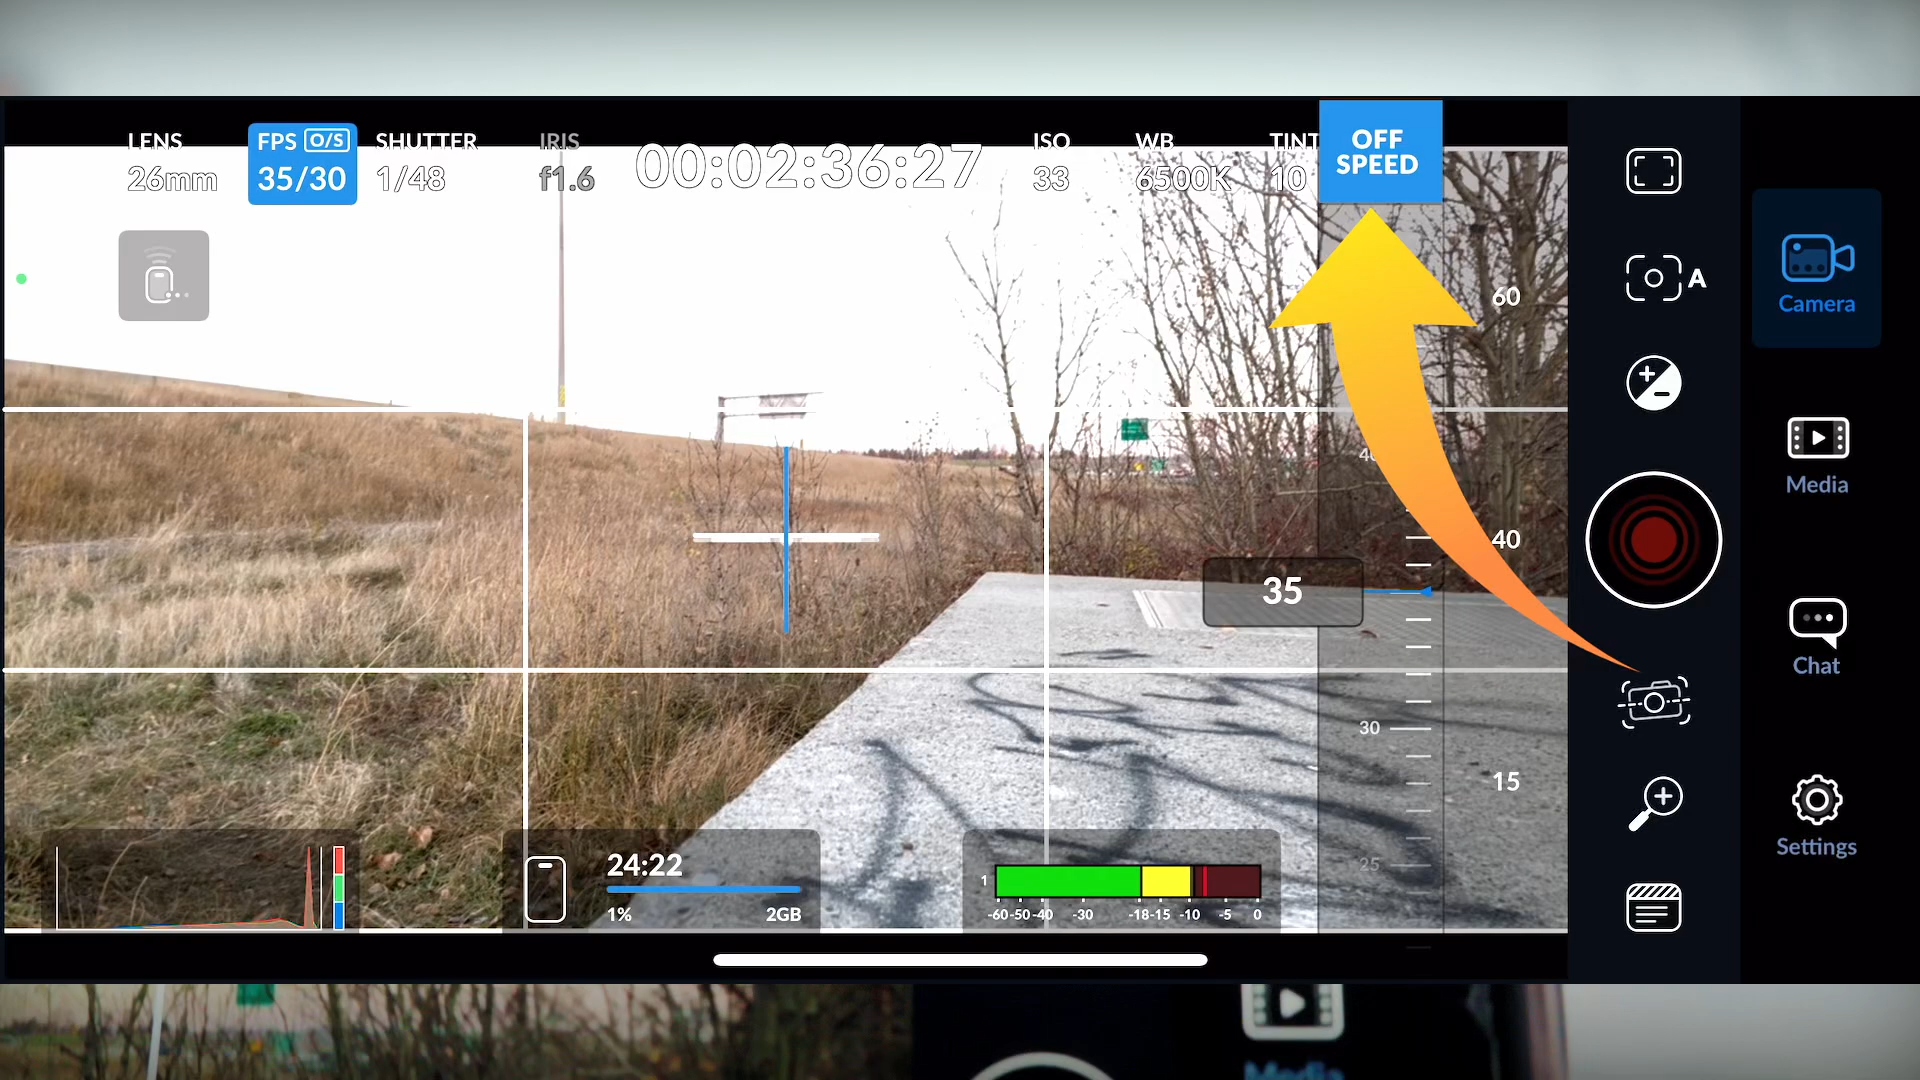 LENS
26mm
FPS O/S
35/30
SHUTTER
1/48
IRIS
f1.6
00:02:36:27
ISO
33
WB
6500K
TINT
10
OFF
SPEED
A
60
40
35
40
30
15
25
Camera
Media
Chat
Settings
24:22
1%
2GB
1
-60 -50 -40 -30 -18 -15 -10 -5 0
Media